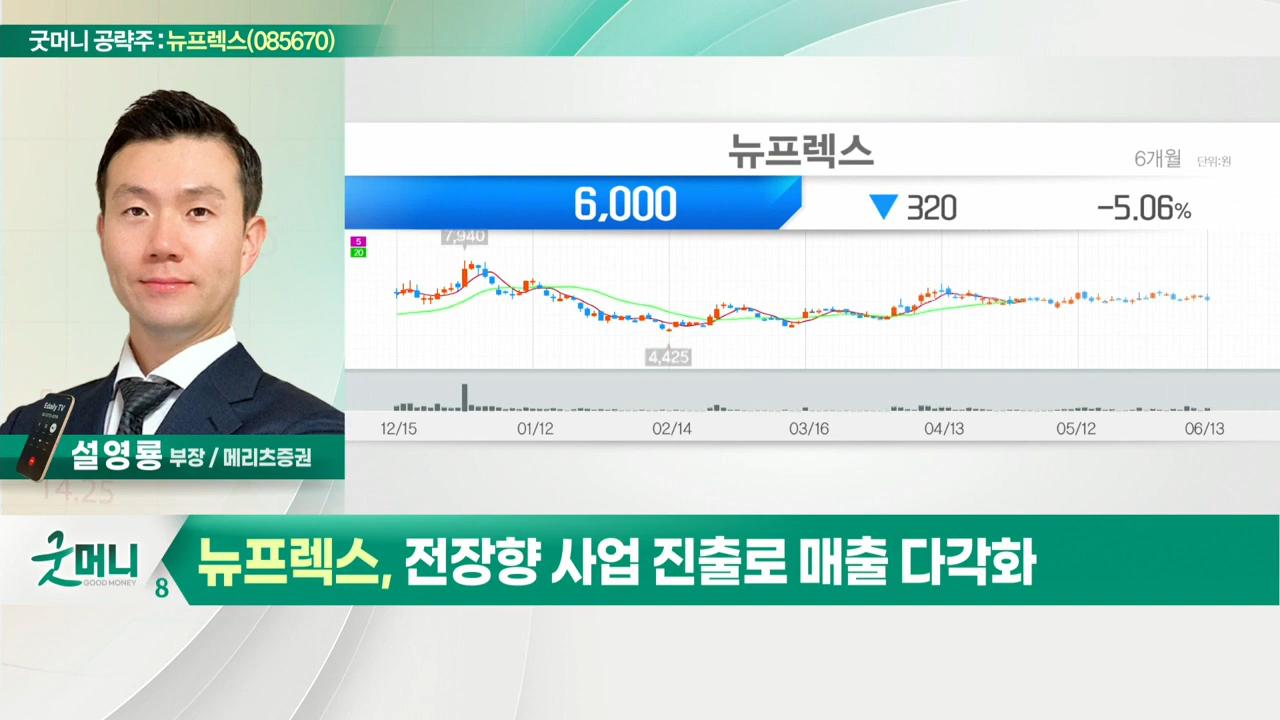 굿머니 공략주 : 뉴프렉스(085670)
뉴프렉스
6개월 단위:원
6,000 ▼ 320 -5.06%
5
20
7,940
4,425
12/15 01/12 02/14 03/16 04/13 05/12 06/13
Edaily TV
설영룡 부장 / 메리츠증권
14.25
굿머니
GOOD MONEY
8
뉴프렉스, 전장향 사업 진출로 매출 다각화